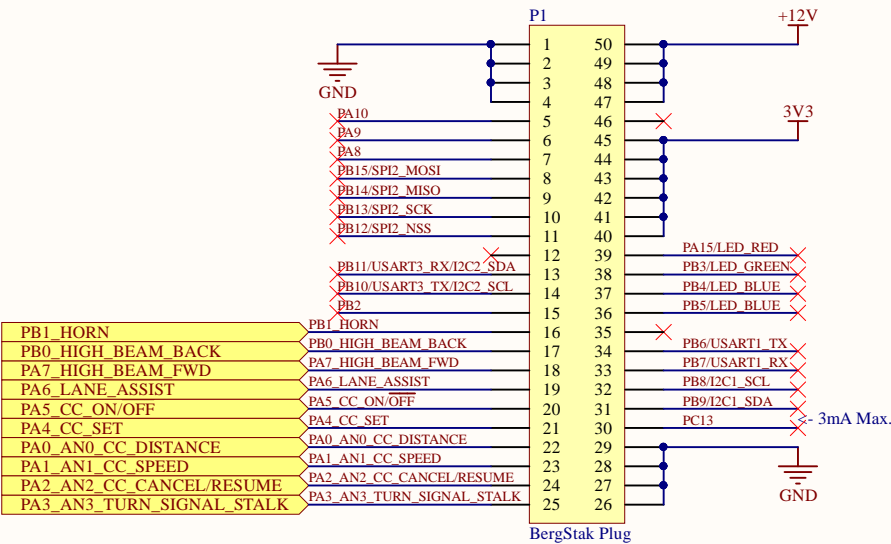 P1
+12V
GND
1 50
2 49
3 48
4 47
PA10 5 46
PA9 6 45 3V3
PA8 7 44
PB15/SPI2_MOSI 8 43
PB14/SPI2_MISO 9 42
PB13/SPI2_SCK 10 41
PB12/SPI2_NSS 11 40
12 39 PA15/LED_RED
PB11/USART3_RX/I2C2_SDA 13 38 PB3/LED_GREEN
PB10/USART3_TX/I2C2_SCL 14 37 PB4/LED_BLUE
PB2 15 36 PB5/LED_BLUE
PB1_HORN PB1_HORN 16 35
PB0_HIGH_BEAM_BACK PB0_HIGH_BEAM_BACK 17 34 PB6/USART1_TX
PA7_HIGH_BEAM_FWD PA7_HIGH_BEAM_FWD 18 33 PB7/USART1_RX
PA6_LANE_ASSIST PA6_LANE_ASSIST 19 32 PB8/I2C1_SCL
PA5_CC_ON/OFF PA5_CC_ON/OFF 20 31 PB9/I2C1_SDA
PA4_CC_SET PA4_CC_SET 21 30 PC13 <- 3mA Max.
PA0_AN0_CC_DISTANCE PA0_AN0_CC_DISTANCE 22 29
PA1_AN1_CC_SPEED PA1_AN1_CC_SPEED 23 28
PA2_AN2_CC_CANCEL/RESUME PA2_AN2_CC_CANCEL/RESUME 24 27
PA3_AN3_TURN_SIGNAL_STALK PA3_AN3_TURN_SIGNAL_STALK 25 26
GND
BergStak Plug